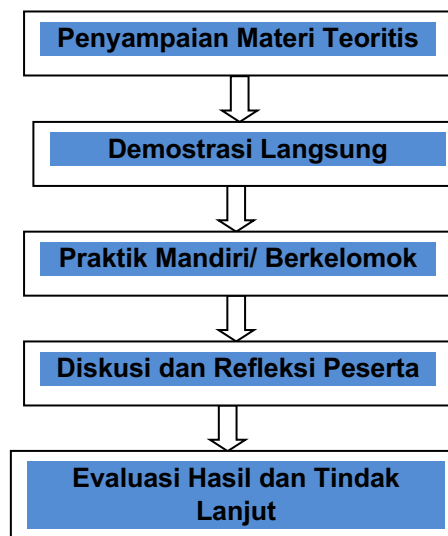 Penyampaian Materi Teoritis
Demostrasi Langsung
Praktik Mandiri/ Berkelomok
Diskusi dan Refleksi Peserta
Evaluasi Hasil dan Tindak
Lanjut